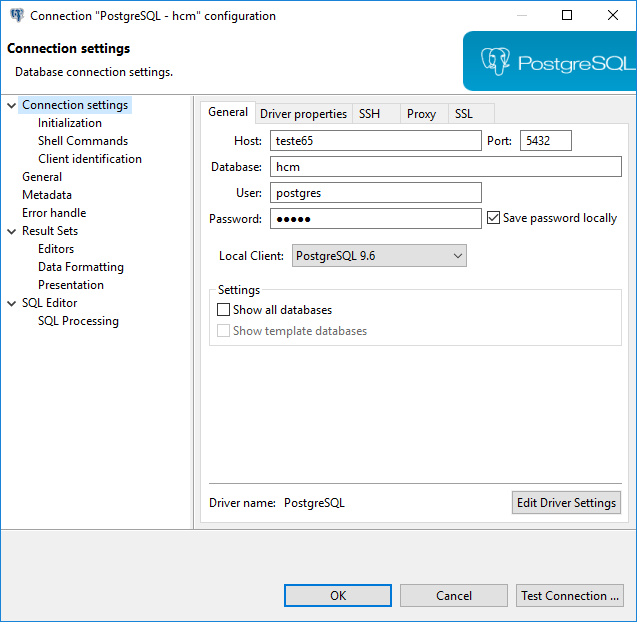 Connection "PostgreSQL - hcm" configuration
Connection settings
Database connection settings.
PostgreSQL
Connection settings
Initialization
Shell Commands
Client identification
General
Metadata
Error handle
Result Sets
Editors
Data Formatting
Presentation
SQL Editor
SQL Processing
General Driver properties SSH Proxy SSL
Host: teste65 Port: 5432
Database: hcm
User: postgres
Password: ●●●●● Save password locally
Local Client: PostgreSQL 9.6
Settings
Show all databases
Show template databases
Driver name: PostgreSQL Edit Driver Settings
OK Cancel Test Connection ...